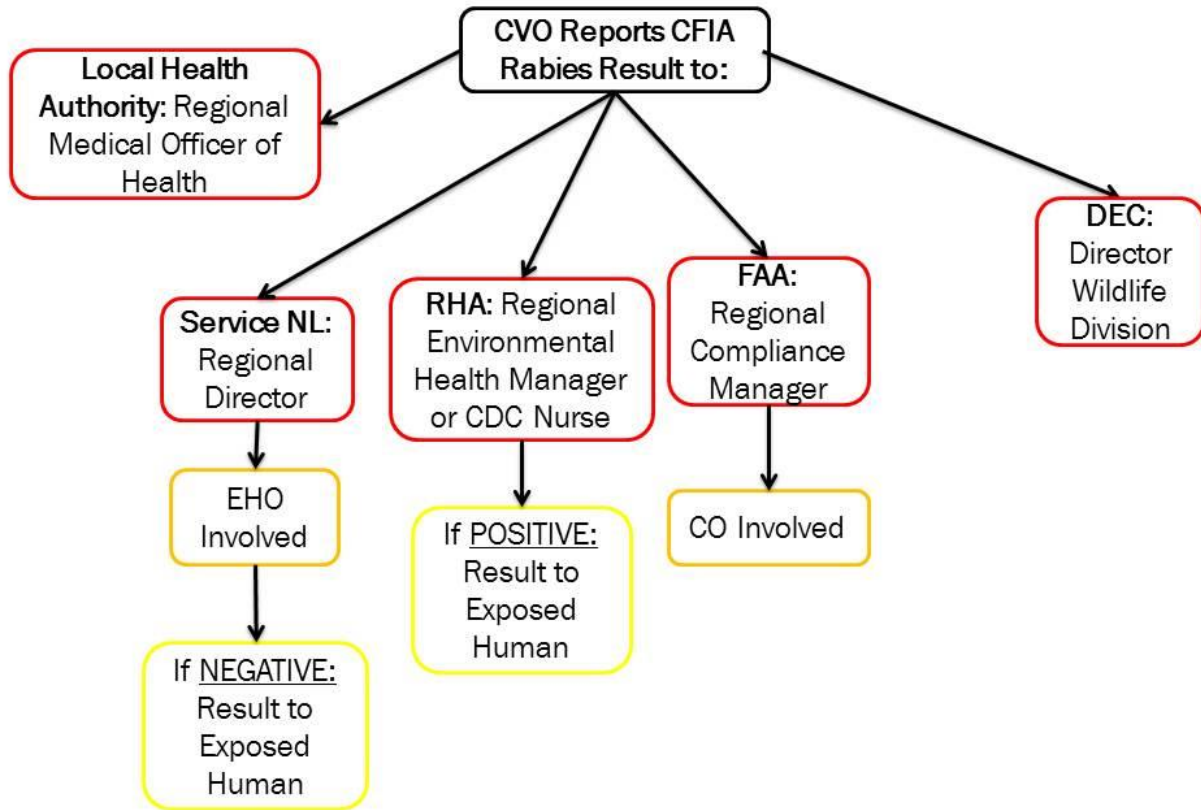 CVO Reports CFIA
Rabies Result to:
Local Health
Authority: Regional
Medical Officer of
Health
Service NL:
Regional
Director
EHO
Involved
If NEGATIVE:
Result to
Exposed
Human
RHA: Regional
Environmental
Health Manager
or CDC Nurse
If POSITIVE:
Result to
Exposed
Human
FAA:
Regional
Compliance
Manager
CO Involved
DEC:
Director
Wildlife
Division